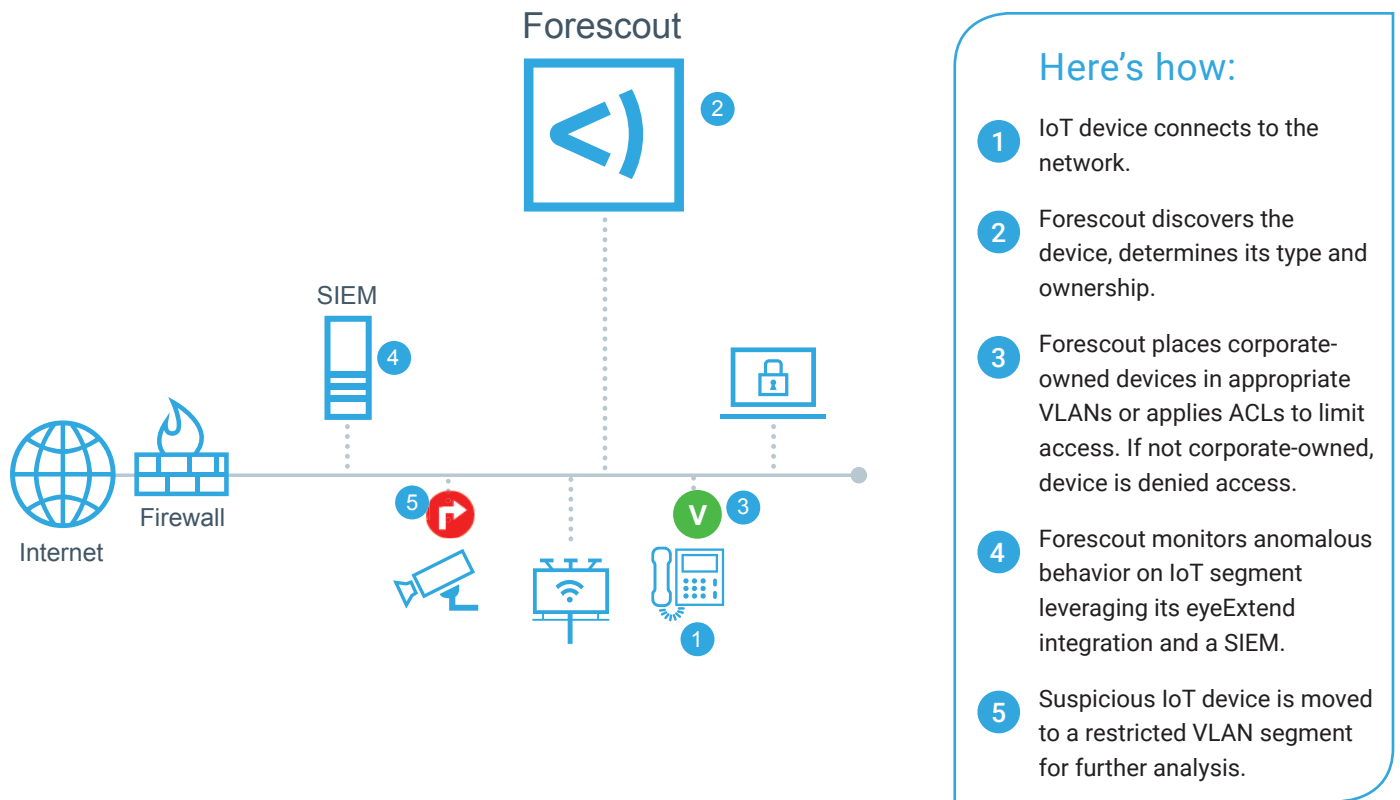 Forescout
2
SIEM
4
Firewall
Internet
5
V
3
1
Here’s how:
1
IoT device connects to the
network.
2
Forescout discovers the
device, determines its type and
ownership.
3
Forescout places corporate-
owned devices in appropriate
VLANs or applies ACLs to limit
access. If not corporate-owned,
device is denied access.
4
Forescout monitors anomalous
behavior on IoT segment
leveraging its eyeExtend
integration and a SIEM.
5
Suspicious IoT device is moved
to a restricted VLAN segment
for further analysis.